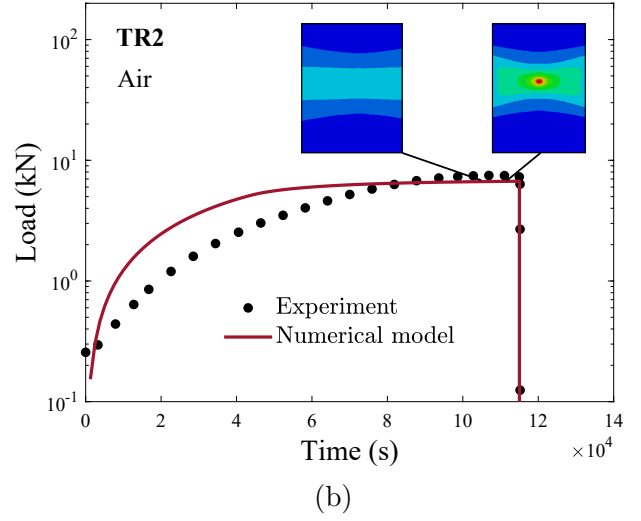 TR2
Air
Load (kN)
10^2
10^1
10^0
10^-1
Experiment
Numerical model
0 2 4 6 8 10 12 14
Time (s)
×10^4
(b)